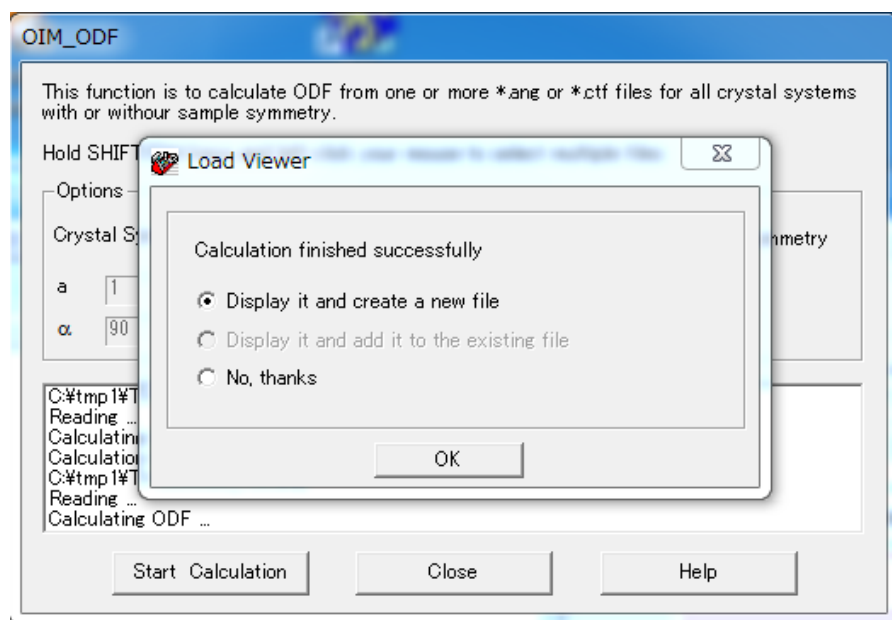 OIM_ODF
This function is to calculate ODF from one or more *.ang or *.ctf files for all crystal systems
with or withour sample symmetry.
Hold SHIFT
Load Viewer
Options
Crystal S
mmetry
Calculation finished successfully
a 1
Display it and create a new file
α 90
Display it and add it to the existing file
No, thanks
OK
C:¥tmp1¥T
Reading ...
Calculatin
Calculatio
C:¥tmp1¥T
Reading ...
Calculating ODF ...
Start Calculation
Close
Help